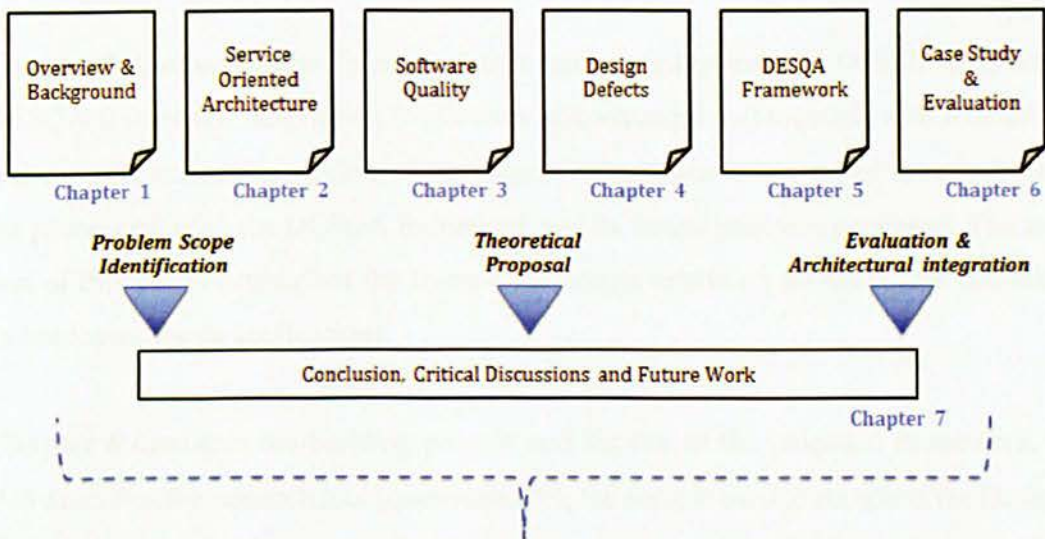 Overview &
Background
Service
Oriented
Architecture
Software
Quality
Design
Defects
DESQA
Framework
Case Study
&
Evaluation
Chapter 1
Chapter 2
Chapter 3
Chapter 4
Chapter 5
Chapter 6
Problem Scope
Identification
Theoretical
Proposal
Evaluation &
Architectural integration
Conclusion, Critical Discussions and Future Work
Chapter 7